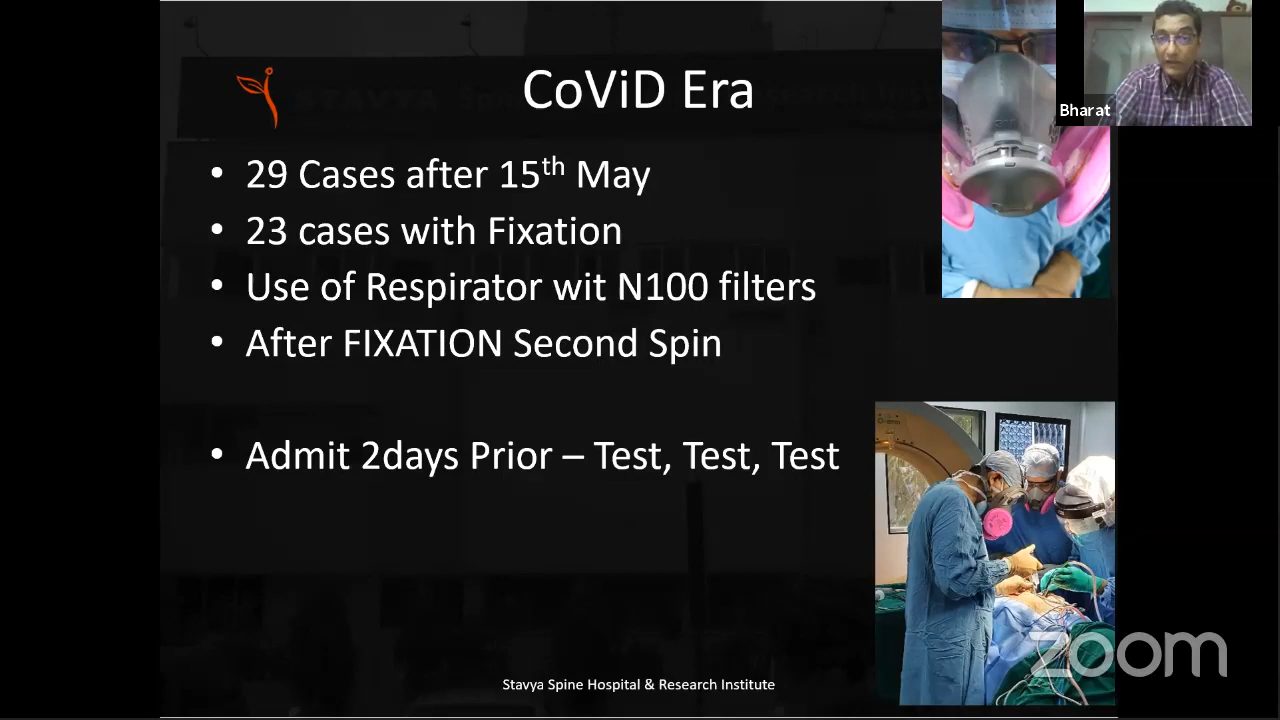 CoViD Era
Bharat
• 29 Cases after 15th May
• 23 cases with Fixation
• Use of Respirator wit N100 filters
• After FIXATION Second Spin
• Admit 2days Prior – Test, Test, Test
Stavya Spine Hospital & Research Institute
zoom